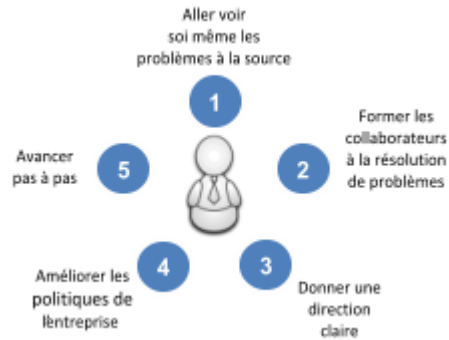 Aller voir
soi même les
problèmes à la source
1
Former les
collaborateurs
à la résolution
de problèmes
2
Donner une
direction
claire
3
Améliorer les
politiques de
lentreprise
4
Avancer
pas à pas
5